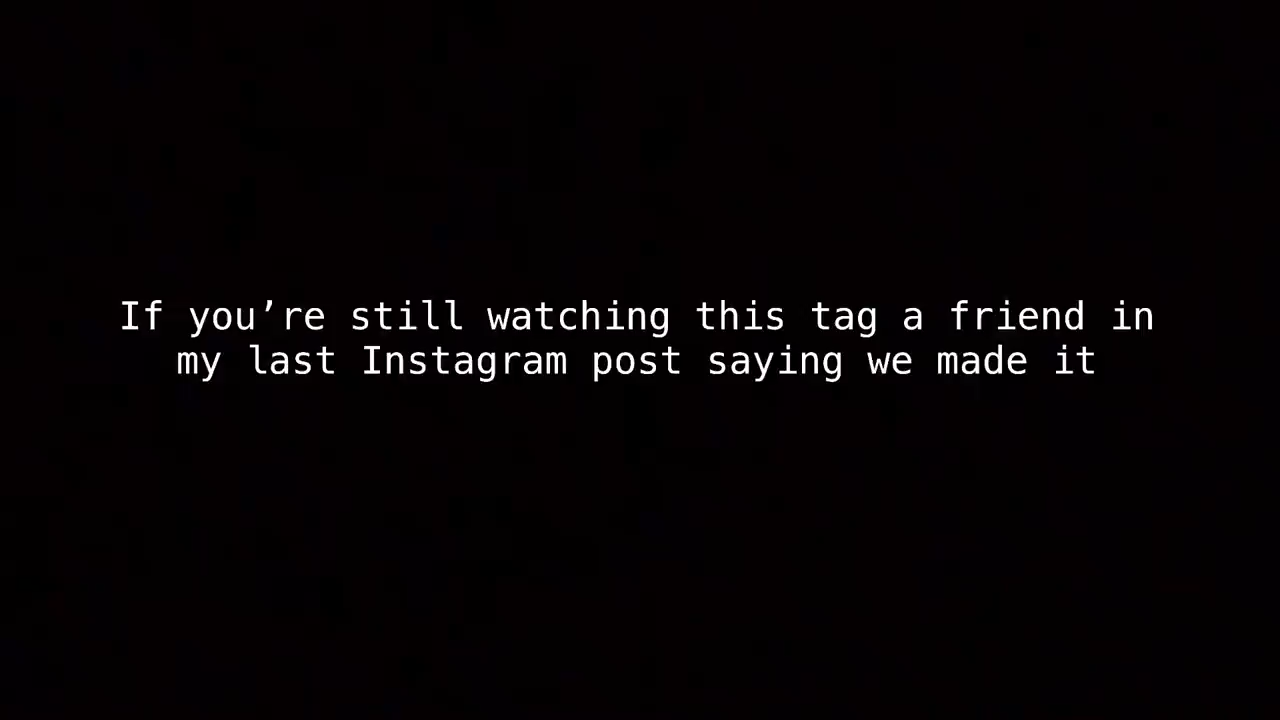 If you’re still watching this tag a friend in
my last Instagram post saying we made it